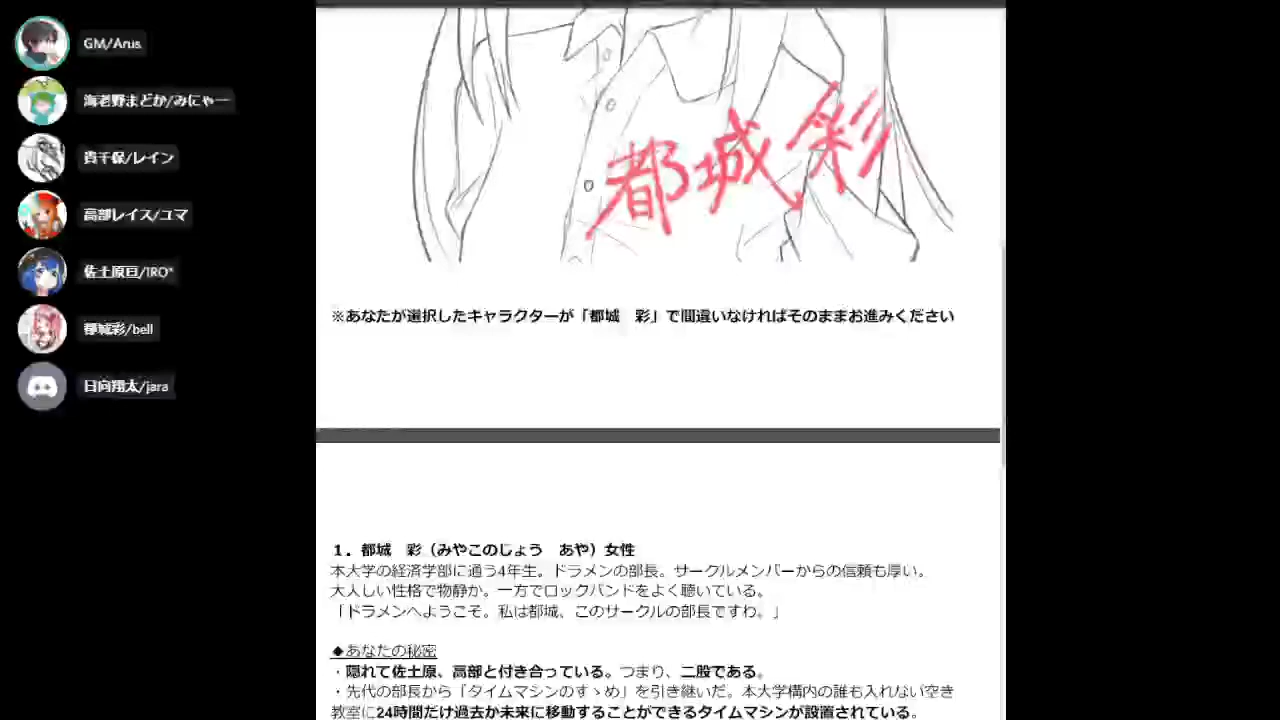 GM/Arus
海老野まどか/みにゃー
貴千保/レイン
高部レイス/ユマ
佐土原亘/IRO*
都城彩/bell
日向翔太/jara
都城 彩
※あなたが選択したキャラクターが「都城　彩」で間違いなければそのままお進みください
１．都城　彩（みやこのじょう　あや）女性
本大学の経済学部に通う4年生。ドラメンの部長。サークルメンバーからの信頼も厚い。
大人しい性格で物静か。一方でロックバンドをよく聴いている。
「ドラメンへようこそ。私は都城、このサークルの部長ですわ。」
◆あなたの秘密
・隠れて佐土原、高部と付き合っている。つまり、二股である。
・先代の部長から「タイムマシンのすゝめ」を引き継いだ。本大学構内の誰も入れない空き
教室に24時間だけ過去か未来に移動することができるタイムマシンが設置されている。